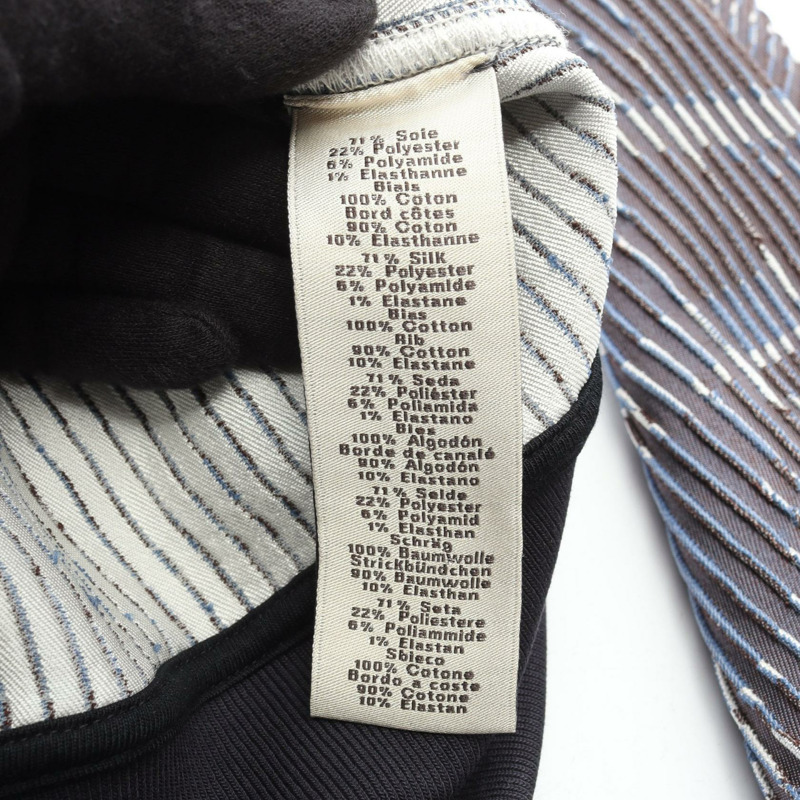 71% Soie
22% Polyester
6% Polyamide
1% Elasthanne
Biais
100% Coton
Bord côtes
90% Coton
10% Elasthanne
71% Silk
22% Polyester
6% Polyamide
1% Elastane
Bias
100% Cotton
Rib
90% Cotton
10% Elastane
71% Seda
22% Poliéster
6% Poliamida
1% Elastano
Bies
100% Algodón
Borde de canalé
90% Algodón
10% Elastano
71% Seide
22% Polyester
6% Polyamid
1% Elasthan
Schräg
100% Baumwolle
Strickbündchen
90% Baumwolle
10% Elasthan
71% Seta
22% Poliestere
6% Poliammide
1% Elastan
Sbieco
100% Cotone
Bordo a coste
90% Cotone
10% Elastan